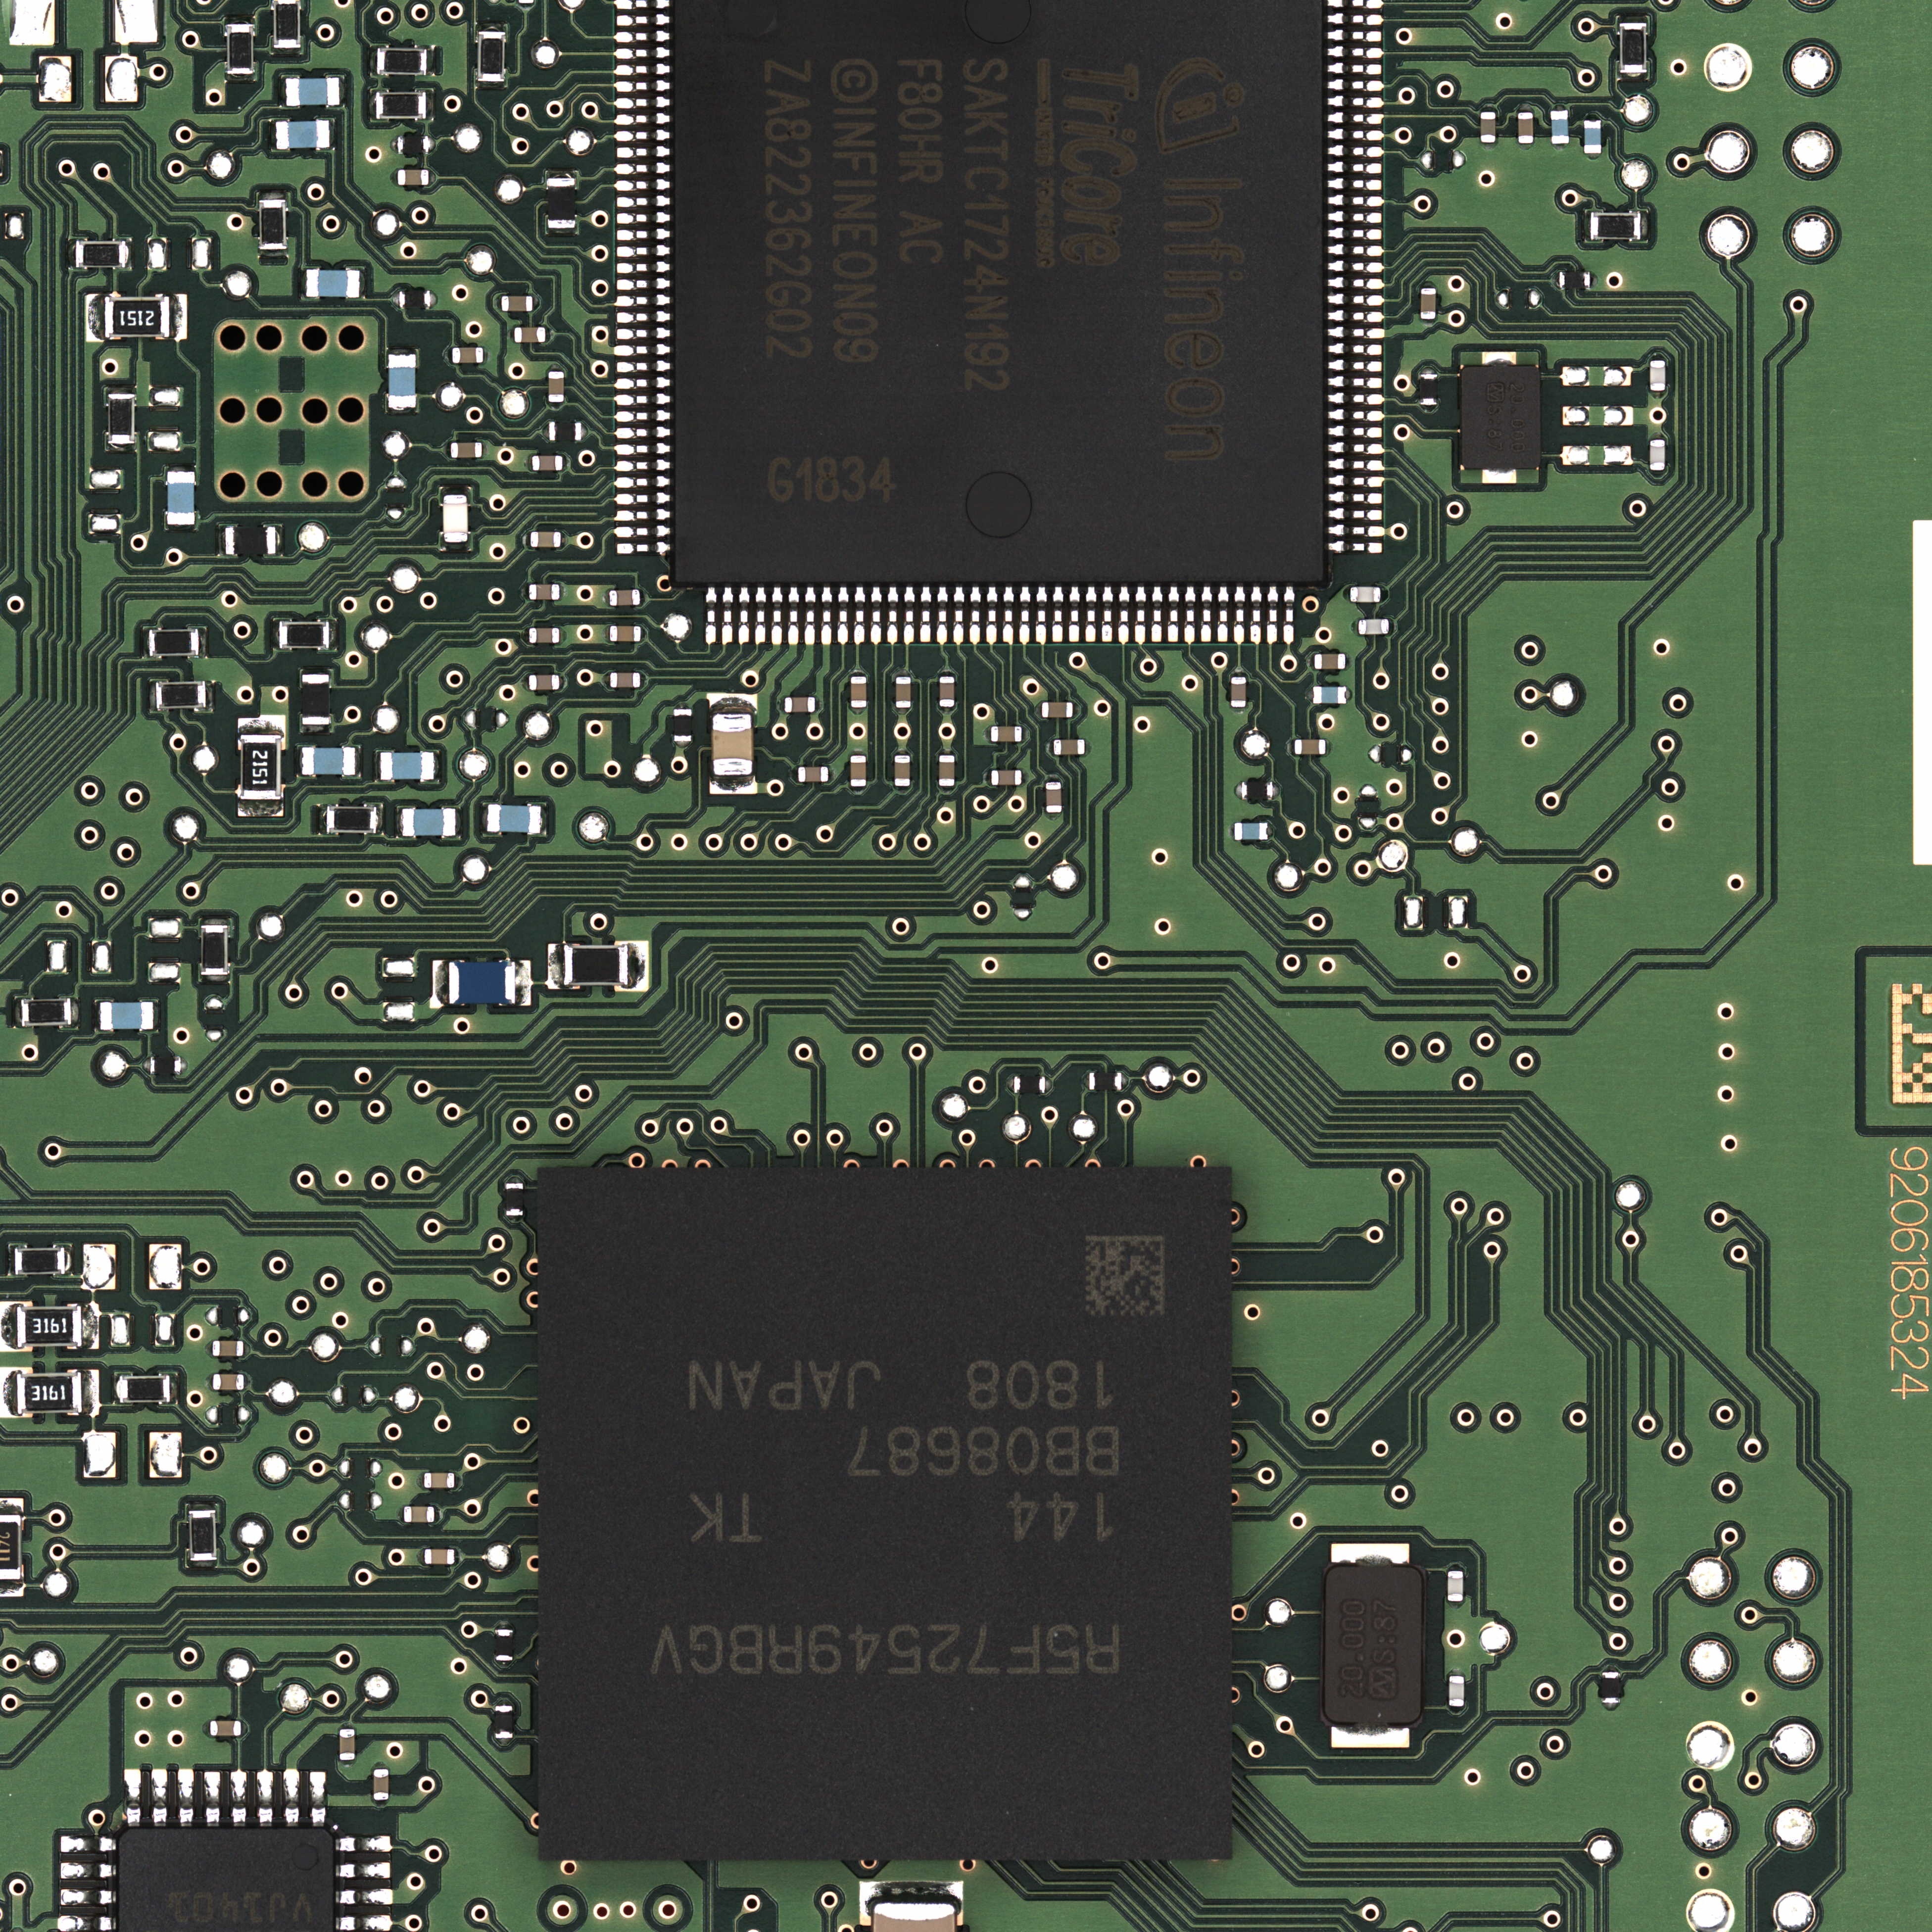 Infineon
TriCore
SAKTC1724N192
F80HR AC
©INFINEON09
ZA822362G02
G1834
2151
2151
9206185324
3161
3161
R5F72549RBGV
144 TK
BB08687
1808 JAPAN
20.000